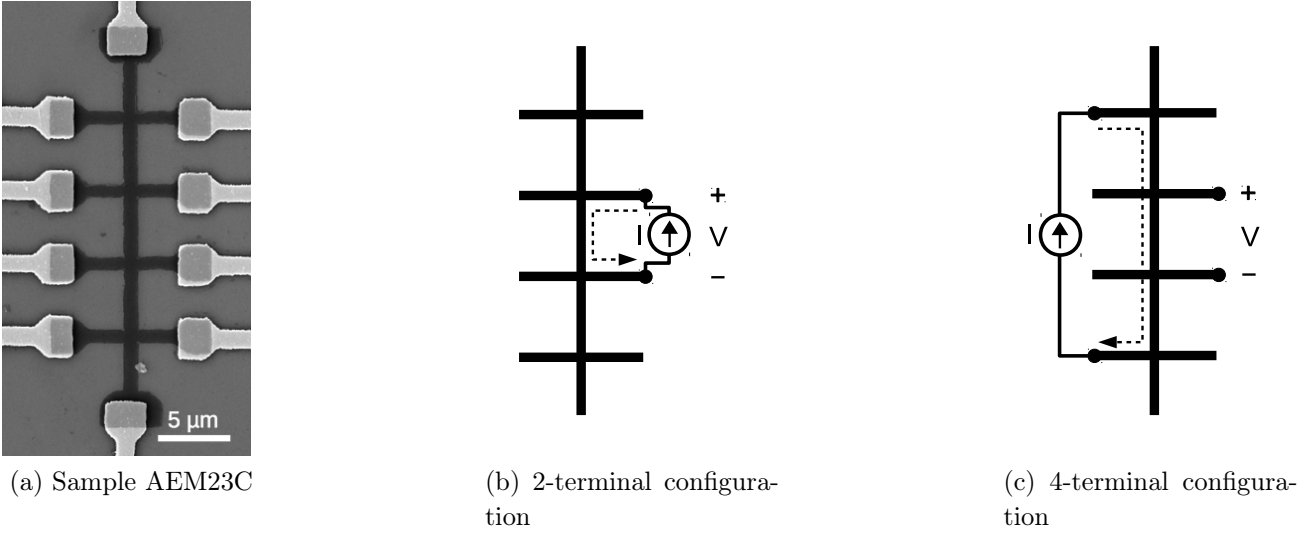 5 μm
+
I
V
−
+
I
V
−
(a) Sample AEM23C
(b) 2-terminal configura-
tion
(c) 4-terminal configura-
tion